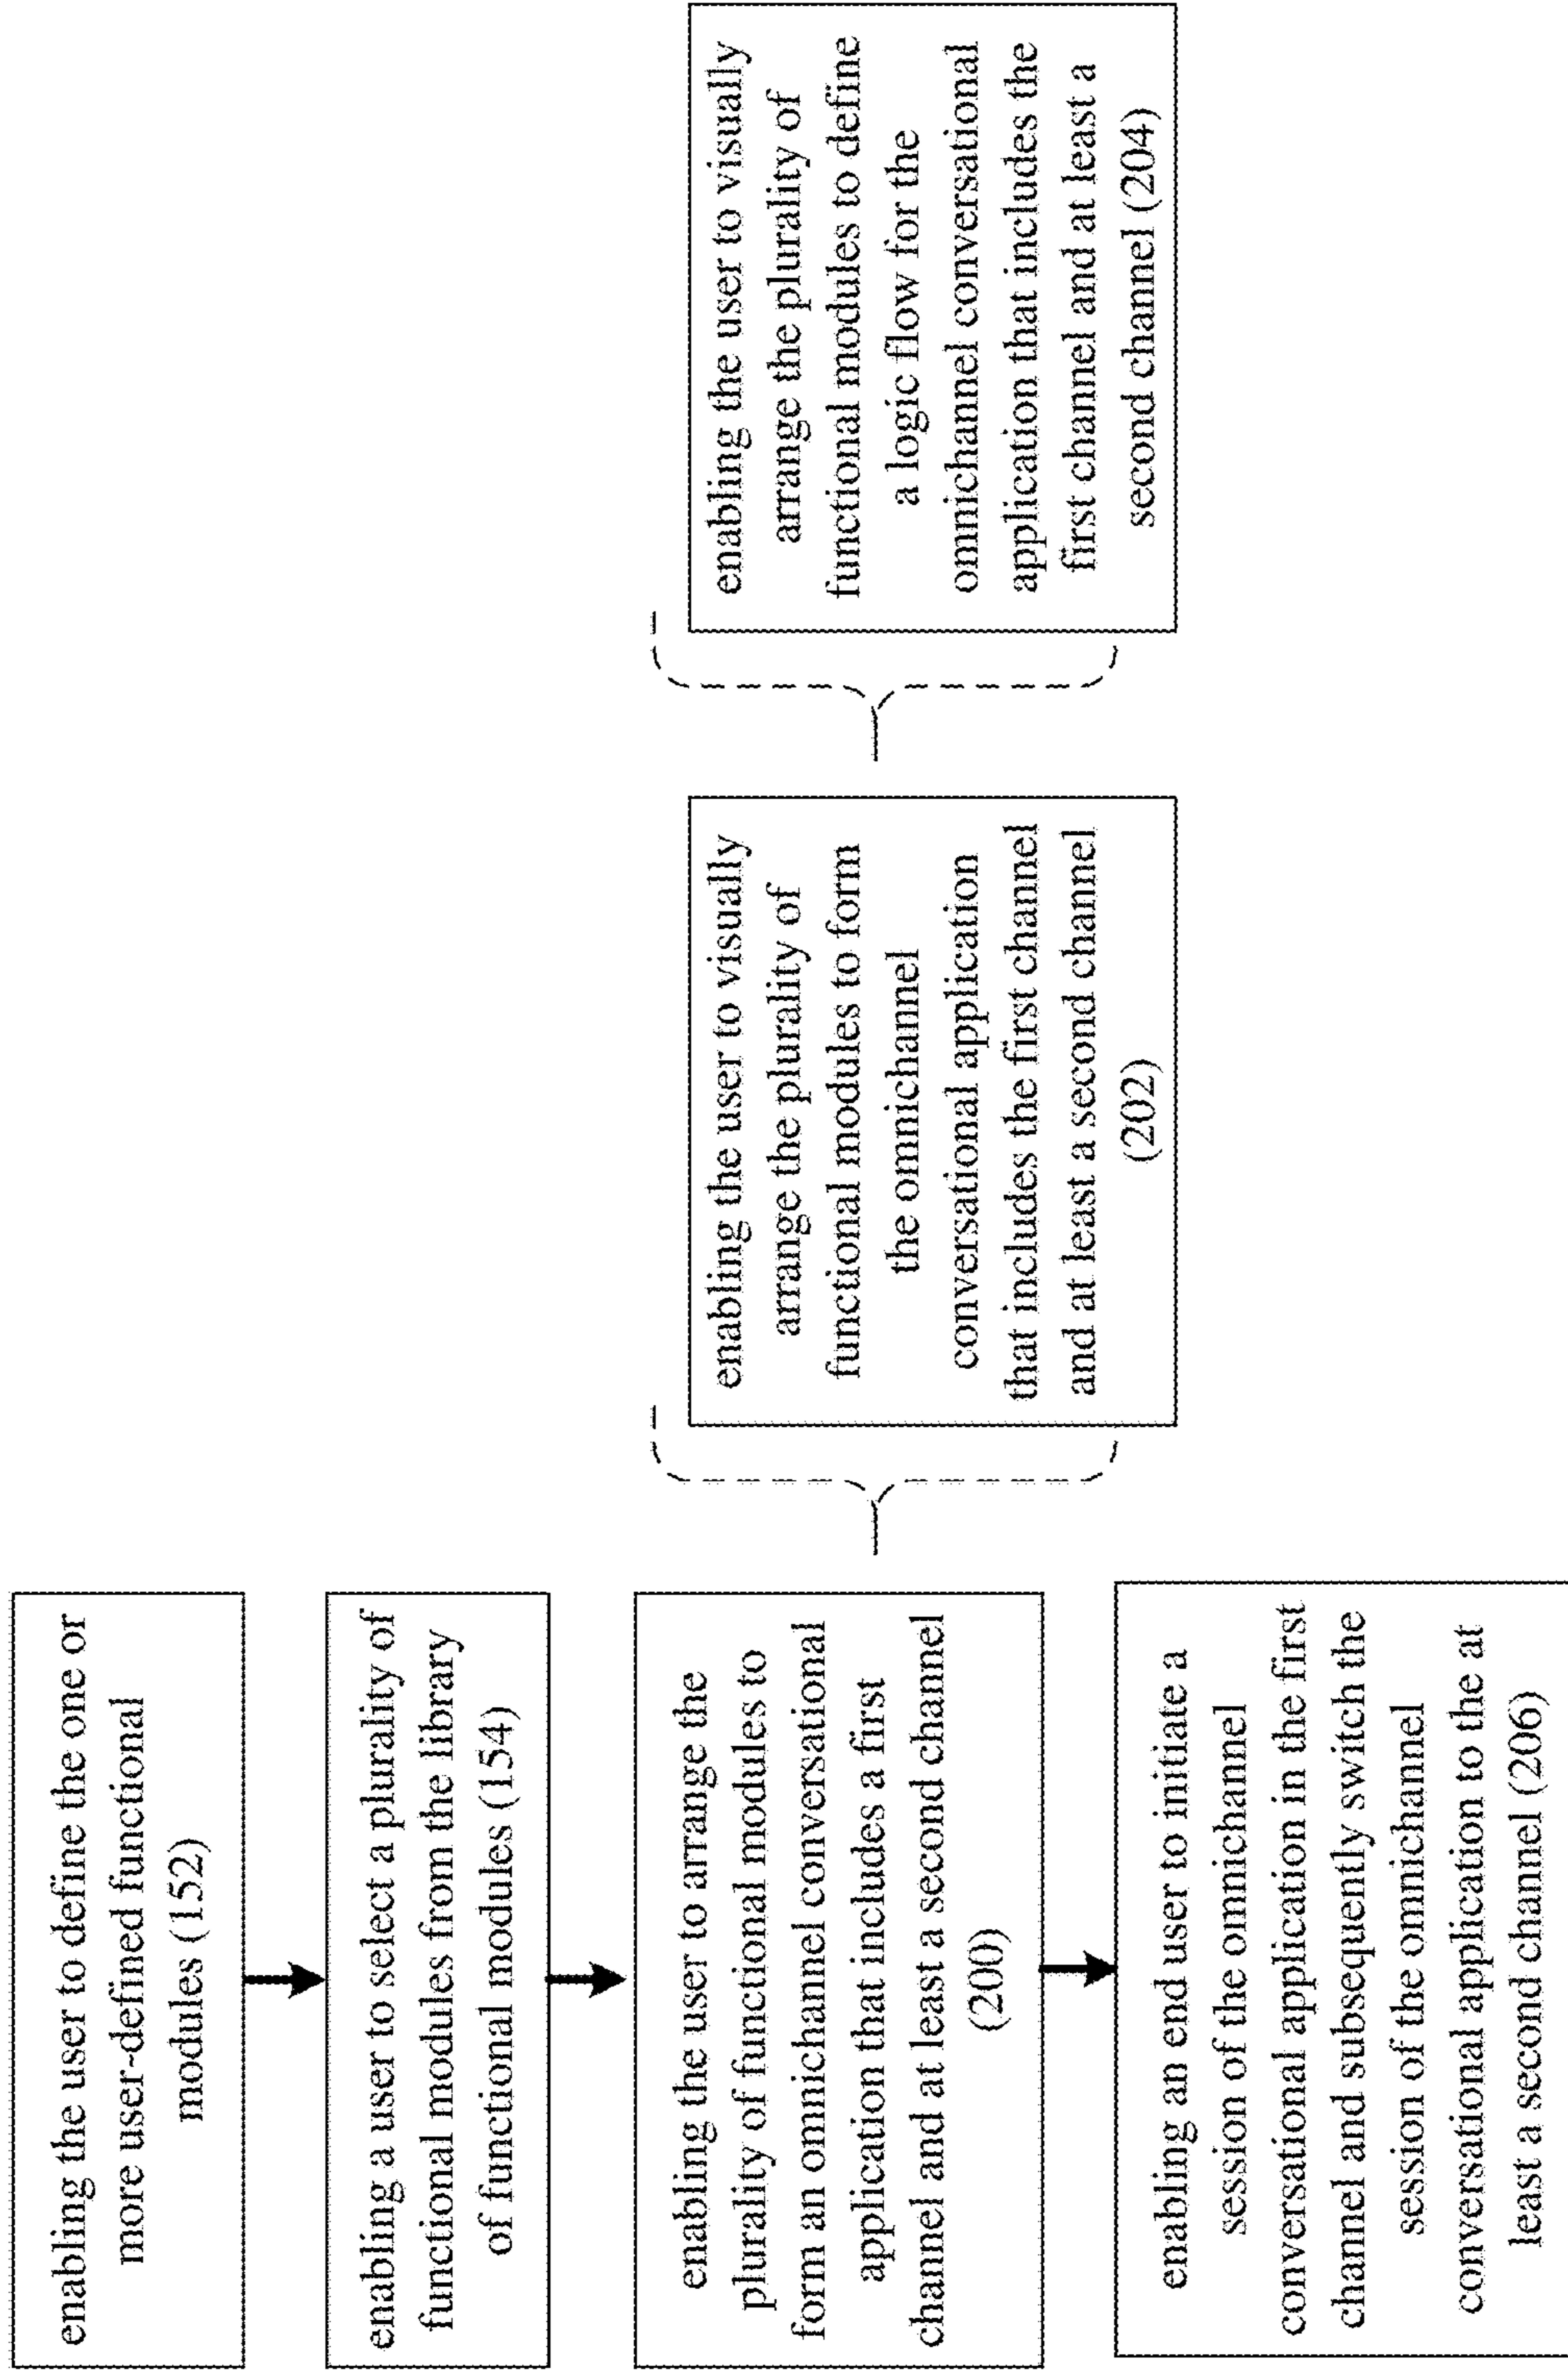 enabling the user to define the one or
more user-defined functional
modules (152)
enabling a user to select a plurality of
functional modules from the library
of functional modules (154)
enabling the user to arrange the
plurality of functional modules to
form an omnichannel conversational
application that includes a first
channel and at least a second channel
(200)
enabling the user to visually
arrange the plurality of
functional modules to form
the omnichannel
conversational application
that includes the first channel
and at least a second channel
(202)
enabling the user to visually
arrange the plurality of
functional modules to define
a logic flow for the
omnichannel conversational
application that includes the
first channel and at least a
second channel (204)
enabling an end user to initiate a
session of the omnichannel
conversational application in the first
channel and subsequently switch the
session of the omnichannel
conversational application to the at
least a second channel (206)